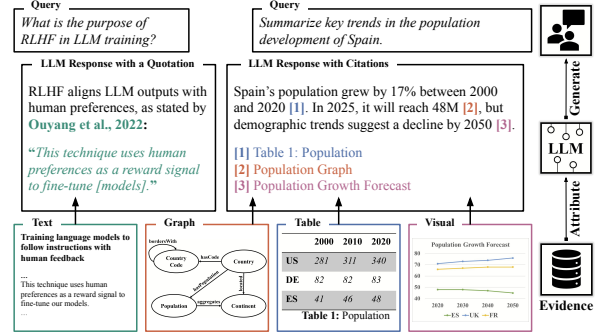 Query
What is the purpose of
RLHF in LLM training?
Query
Summarize key trends in the population
development of Spain.
LLM Response with a Quotation
RLHF aligns LLM outputs with
human preferences, as stated by
Ouyang et al., 2022:
“This technique uses human
preferences as a reward signal
to fine-tune [models].”
LLM Response with Citations
Spain's population grew by 17% between 2000
and 2020 [1]. In 2025, it will reach 48M [2], but
demographic trends suggest a decline by 2050 [3].
[1] Table 1: Population
[2] Population Graph
[3] Population Growth Forecast
Generate
LLM
Attribute
Evidence
Text
Training language models to
follow instructions with
human feedback
...
This technique uses human
preferences as a reward signal to
fine-tune our models.
...
Graph
bordersWith
Country
Code
hasCode
Country
hasPopulation
located
Population
aggregates
Continent
Table
2000 2010 2020
US 281 311 340
DE 82 82 83
ES 41 46 48
Table 1: Population
Visual
Population Growth Forecast
80
70
60
50
40
2020 2030 2040 2050
ES UK FR